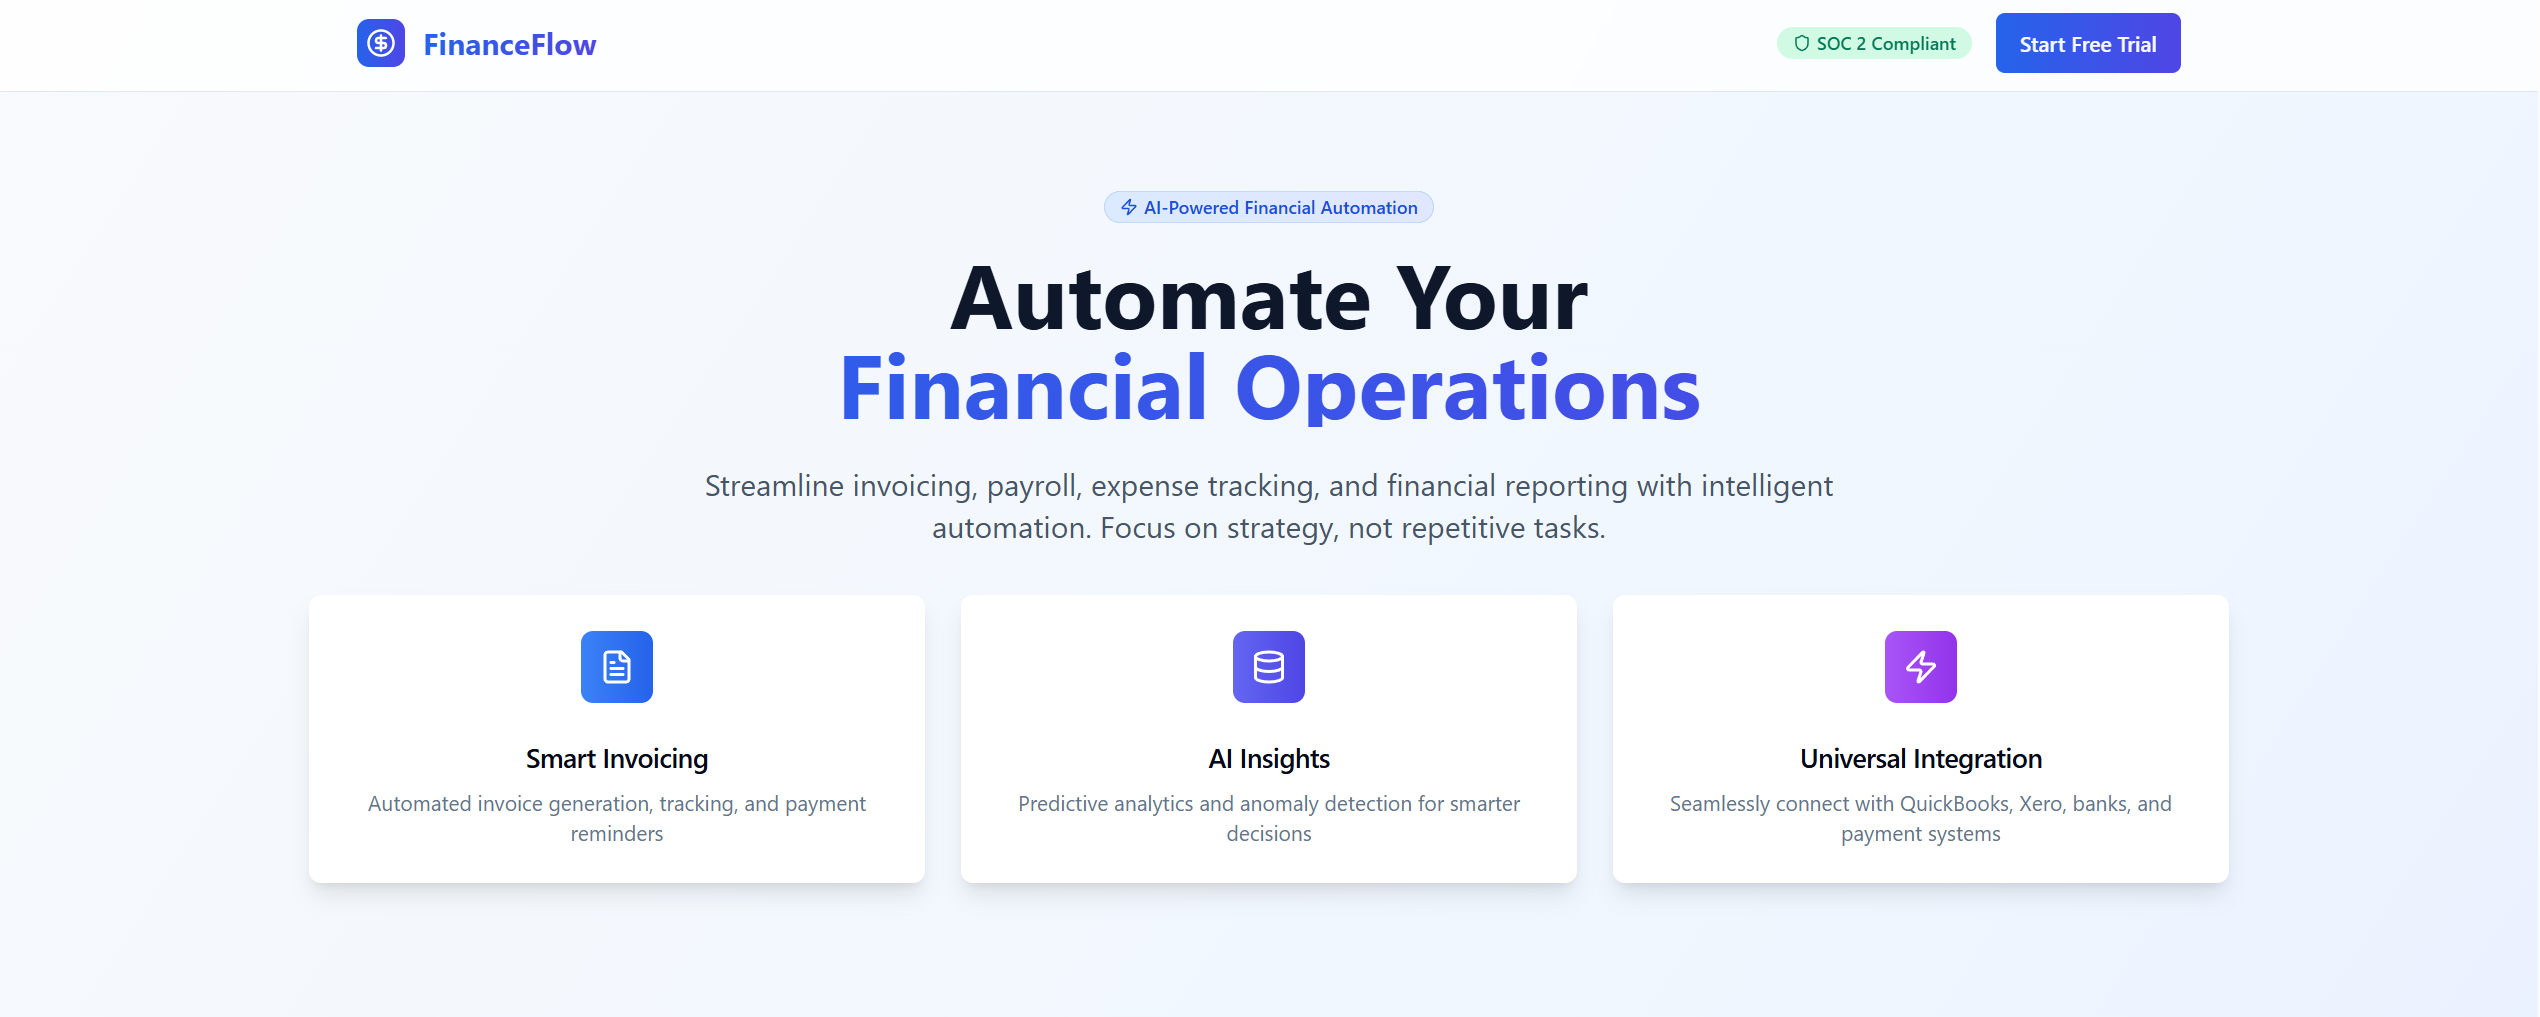 FinanceFlow
SOC 2 Compliant
Start Free Trial
AI-Powered Financial Automation
Automate Your
Financial Operations
Streamline invoicing, payroll, expense tracking, and financial reporting with intelligent
automation. Focus on strategy, not repetitive tasks.
Smart Invoicing
Automated invoice generation, tracking, and payment
reminders
AI Insights
Predictive analytics and anomaly detection for smarter
decisions
Universal Integration
Seamlessly connect with QuickBooks, Xero, banks, and
payment systems